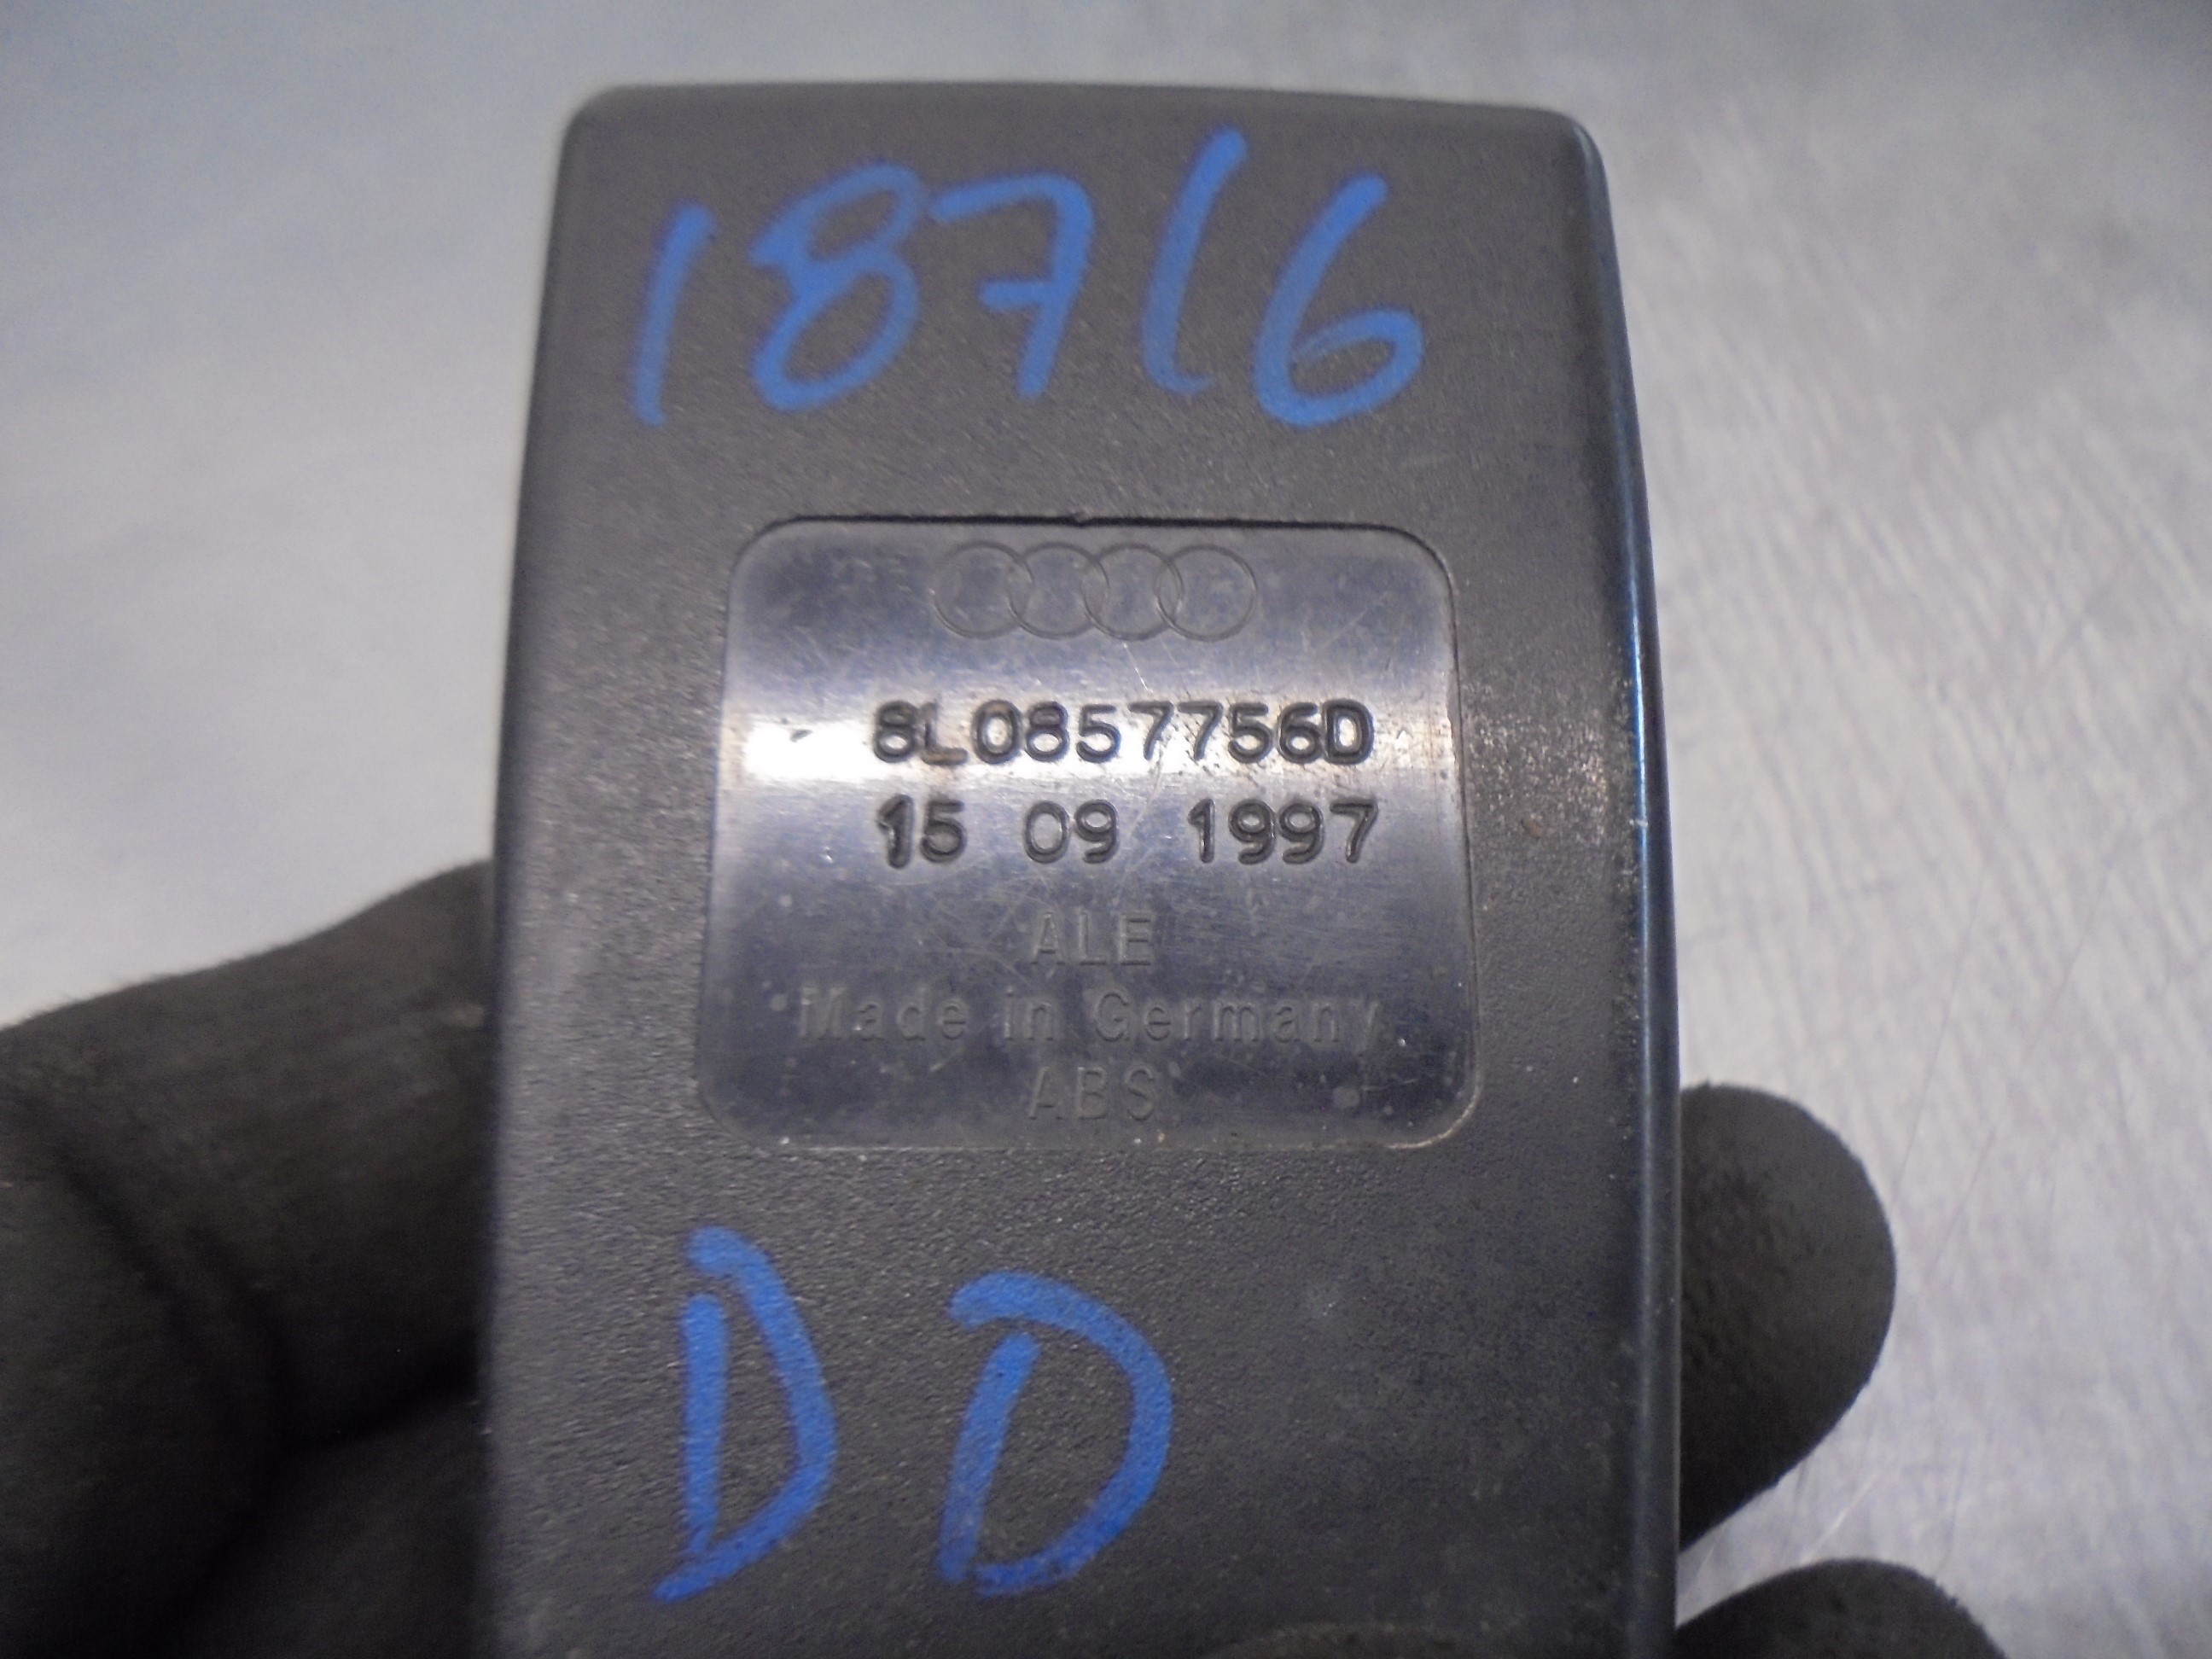 18716
8L0857756D
15 09 1997
ALE
Made in Germany
ABS
DD